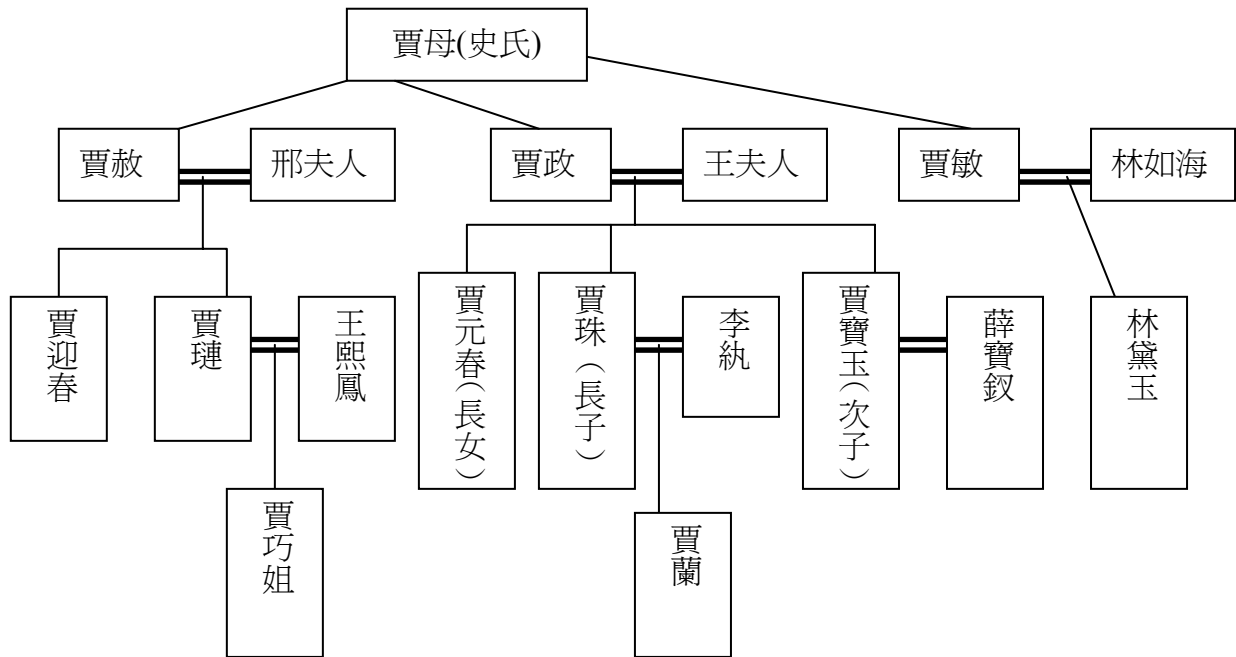 賈母(史氏)
賈赦
邢夫人
賈政
王夫人
賈敏
林如海
賈迎春
賈璉
王熙鳳
賈元春(長女)
賈珠(長子)
李紈
賈寶玉(次子)
薛寶釵
林黛玉
賈巧姐
賈蘭